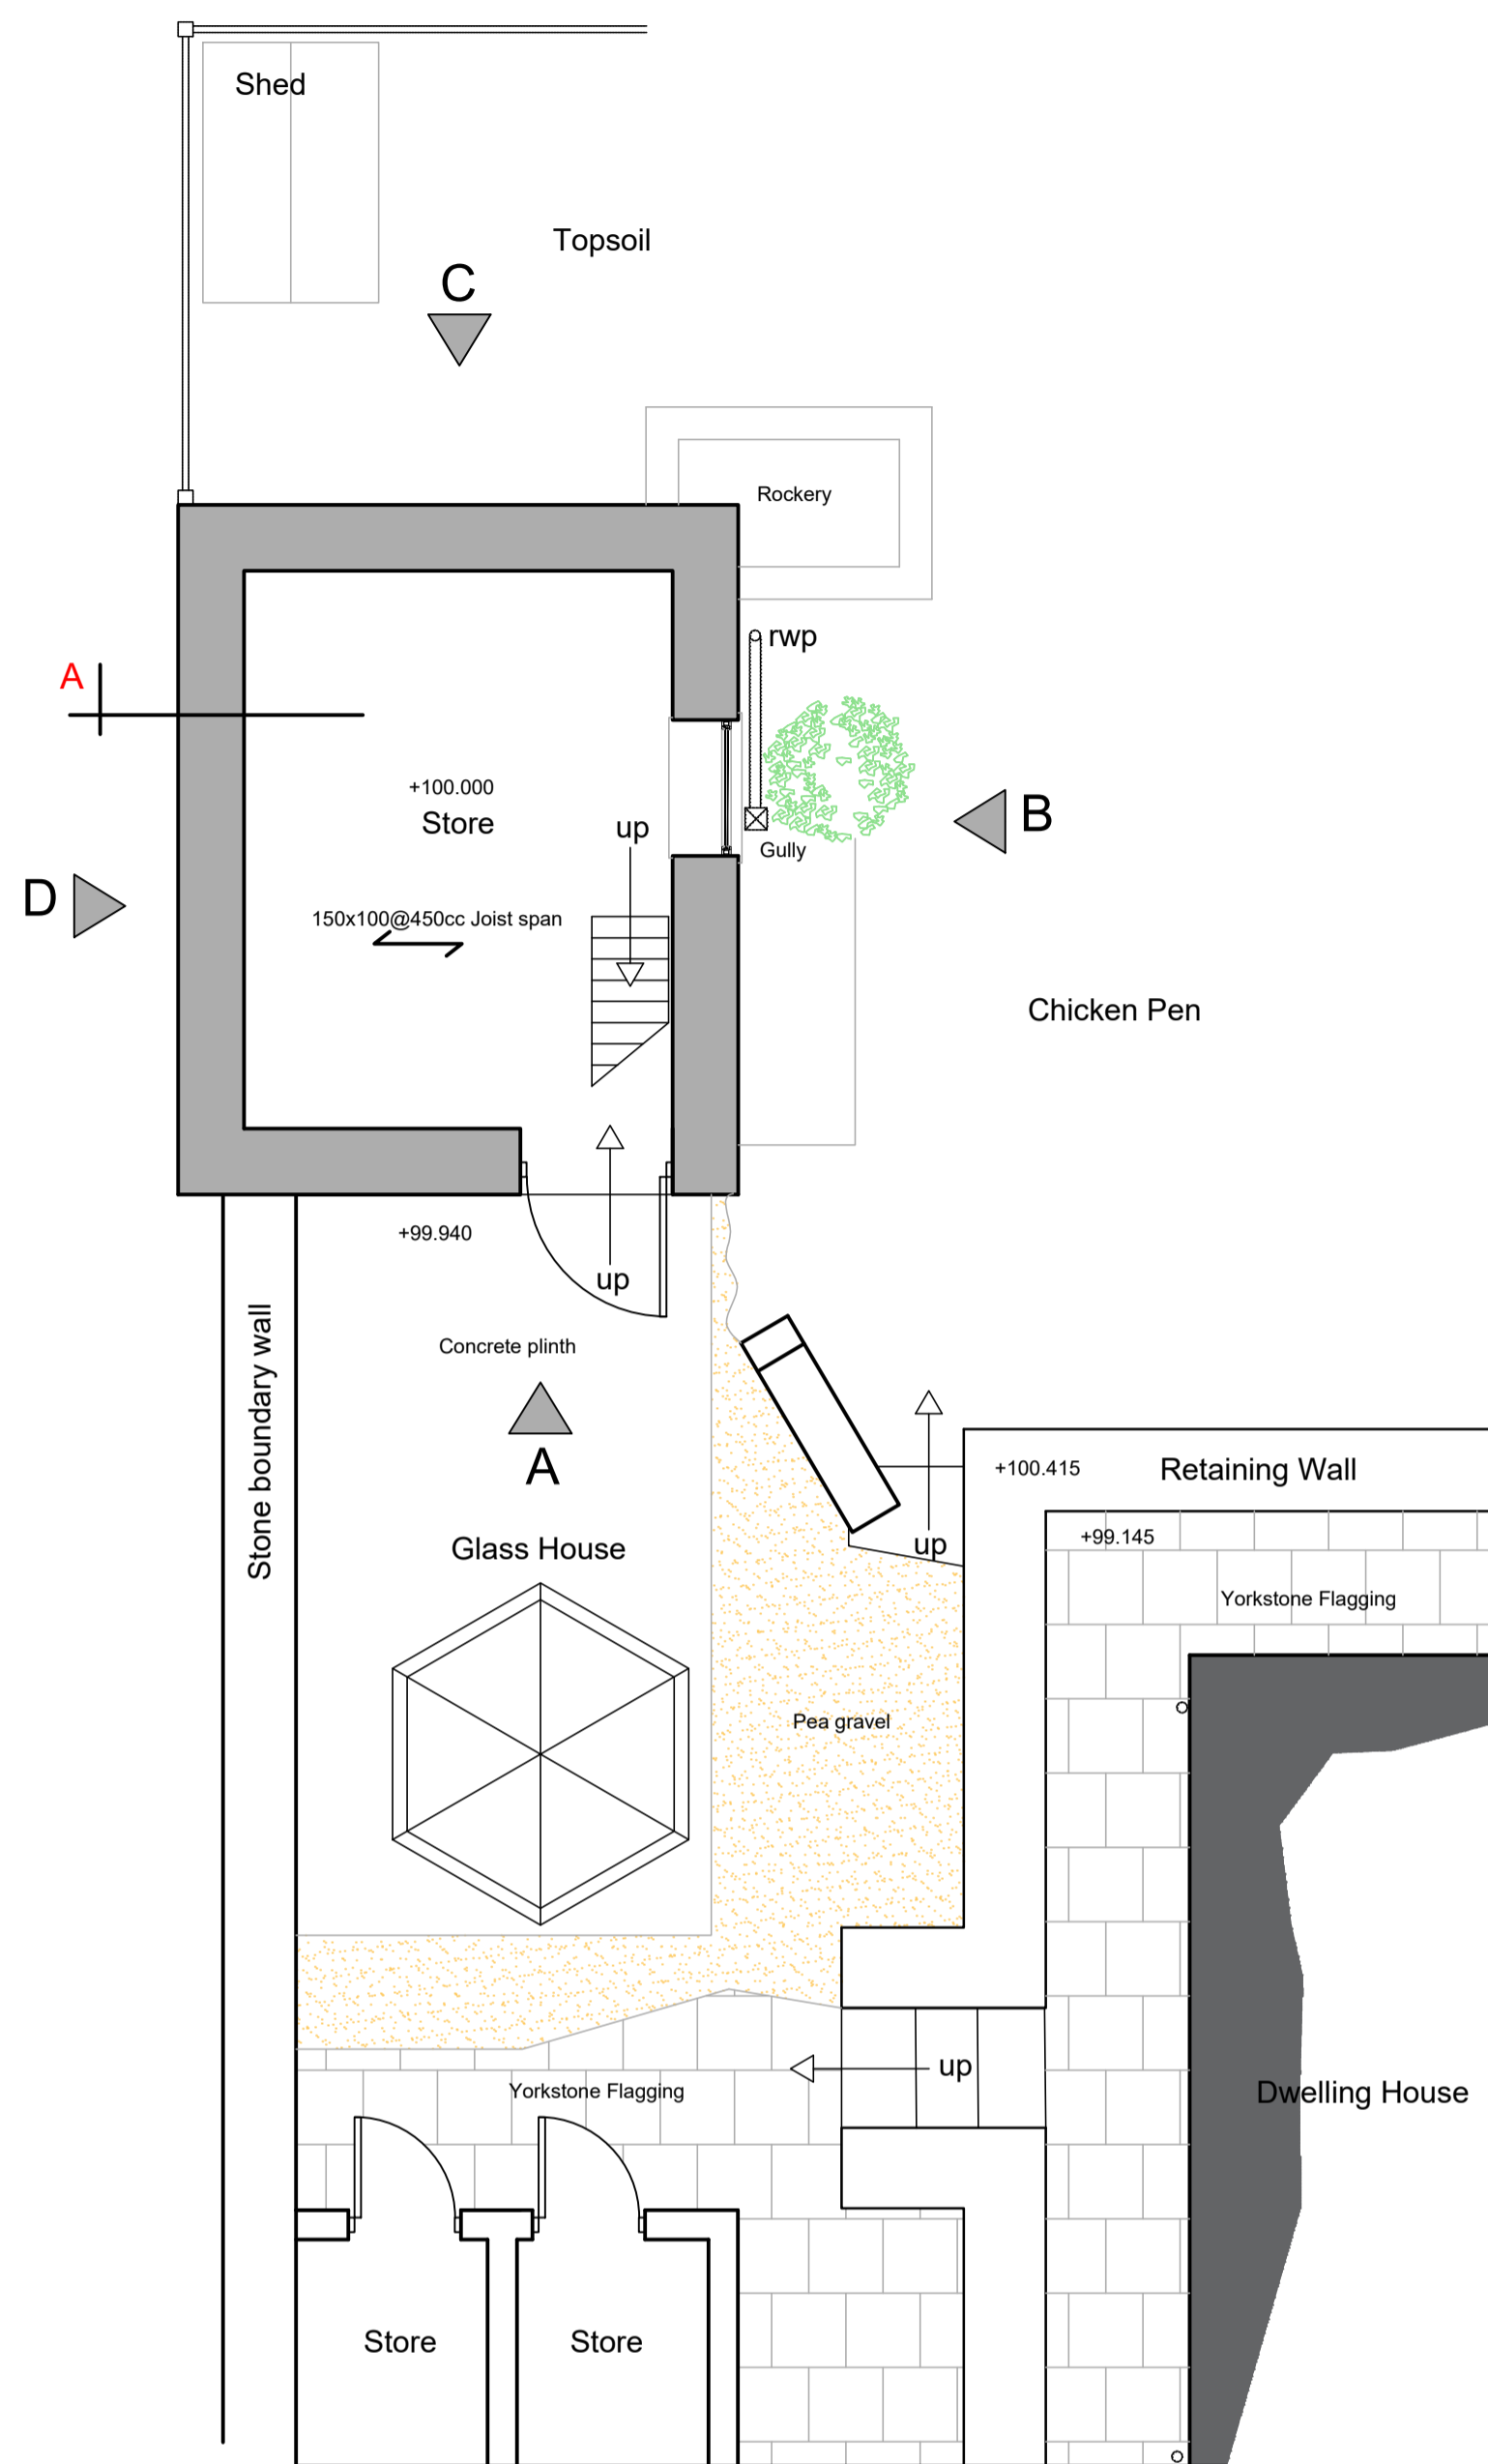 Shed
Topsoil
C
Rockery
rwp
A
+100.000
Store
up
B
Gully
D
150x100@450cc Joist span
Chicken Pen
+99.940
up
Stone boundary wall
Concrete plinth
A
+100.415
Retaining Wall
Glass House
up
+99.145
Yorkstone Flagging
Pea gravel
up
Yorkstone Flagging
Dwelling House
Store
Store